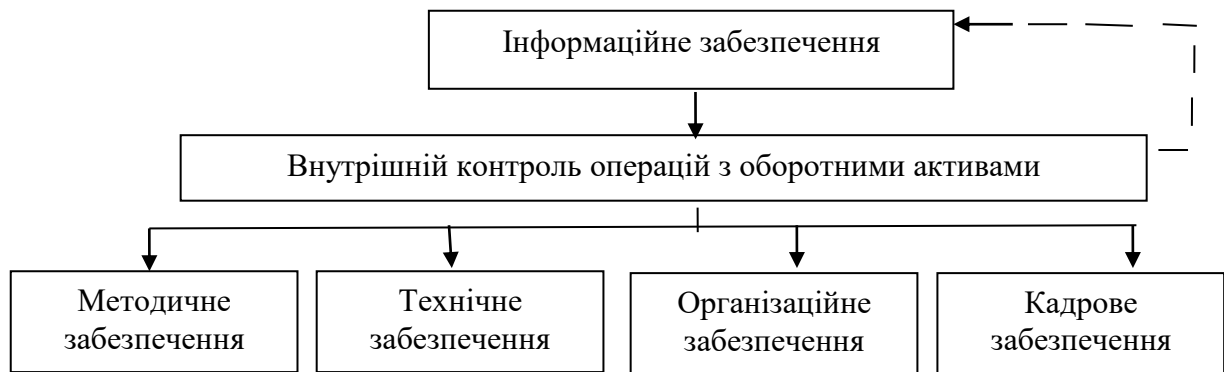 Інформаційне забезпечення
Внутрішній контроль операцій з оборотними активами
Методичне
забезпечення
Технічне
забезпечення
Організаційне
забезпечення
Кадрове
забезпечення